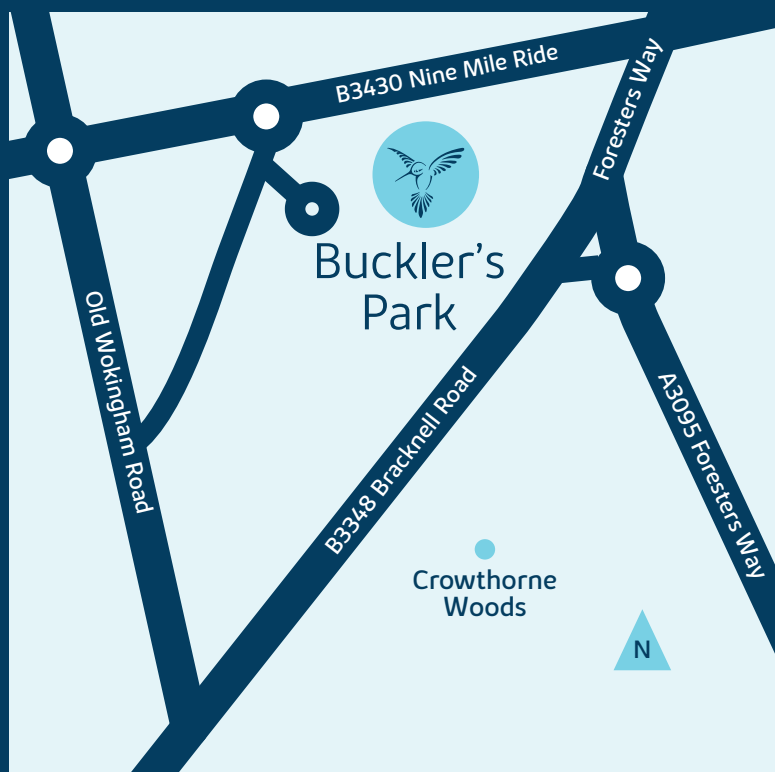 B3430 Nine Mile Ride
Foresters Way
Buckler's
Park
Old Wokingham Road
B3348 Bracknell Road
A3095 Foresters Way
Crowthorne
Woods
N